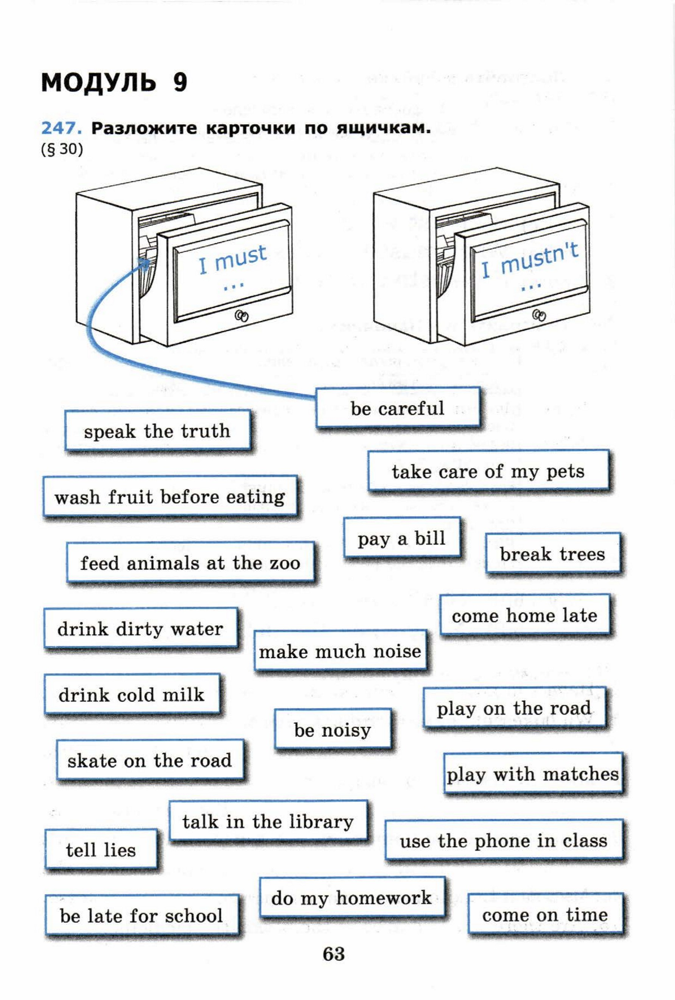 МОДУЛЬ 9
247. Разложите карточки по ящичкам.
(§ 30)
I must
...
I mustn't
...
be careful
speak the truth
take care of my pets
wash fruit before eating
pay a bill
break trees
feed animals at the zoo
come home late
drink dirty water
make much noise
drink cold milk
play on the road
be noisy
skate on the road
play with matches
talk in the library
use the phone in class
tell lies
do my homework
be late for school
come on time
63